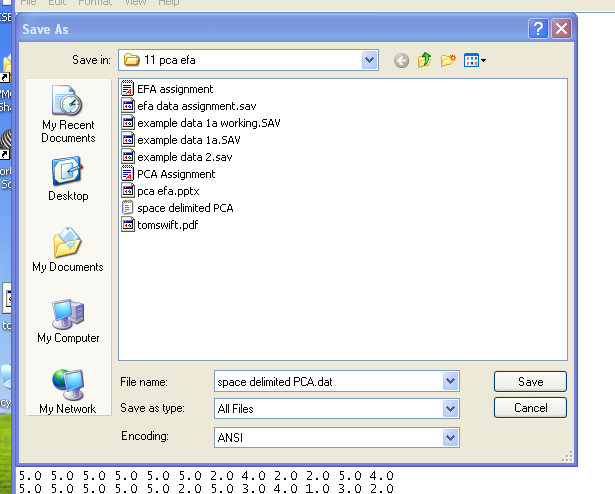 File Edit Format View Help
Save As
Save in: 11 pca efa
My Recent
Documents
Desktop
My Documents
My Computer
My Network
EFA assignment
efa data assignment.sav
example data 1a working.SAV
example data 1a.SAV
example data 2.sav
PCA Assignment
pca efa.pptx
space delimited PCA
tomswift.pdf
File name: space delimited PCA.dat Save
Save as type: All Files Cancel
Encoding: ANSI
5.0 5.0 5.0 5.0 5.0 5.0 2.0 4.0 2.0 2.0 5.0 4.0
5.0 5.0 5.0 5.0 2.0 5.0 3.0 4.0 1.0 3.0 2.0